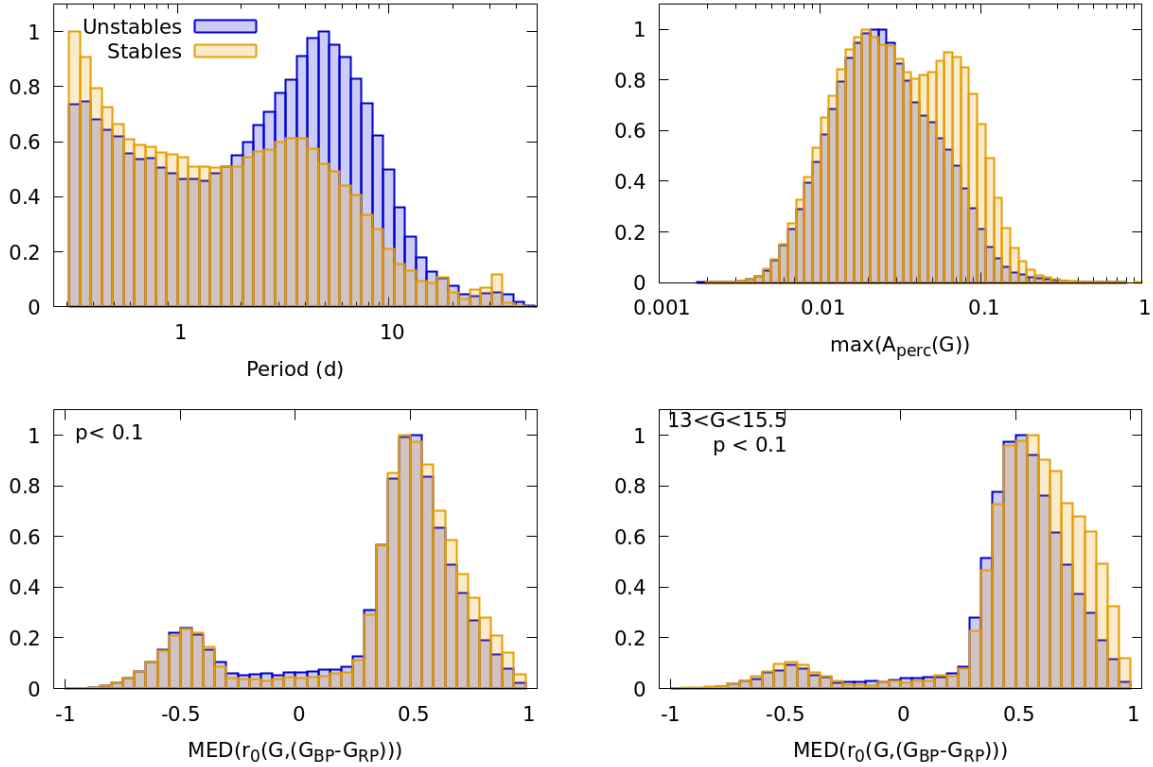 Unstables
Stables
1
0.8
0.6
0.4
0.2
0
1 10
Period (d)
1
0.8
0.6
0.4
0.2
0
0.001 0.01 0.1 1
max(A_perc(G))
p< 0.1
1
0.8
0.6
0.4
0.2
0
-1 -0.5 0 0.5 1
MED(r_0(G,(G_BP-G_RP)))
13<G<15.5
p < 0.1
1
0.8
0.6
0.4
0.2
0
-1 -0.5 0 0.5 1
MED(r_0(G,(G_BP-G_RP)))